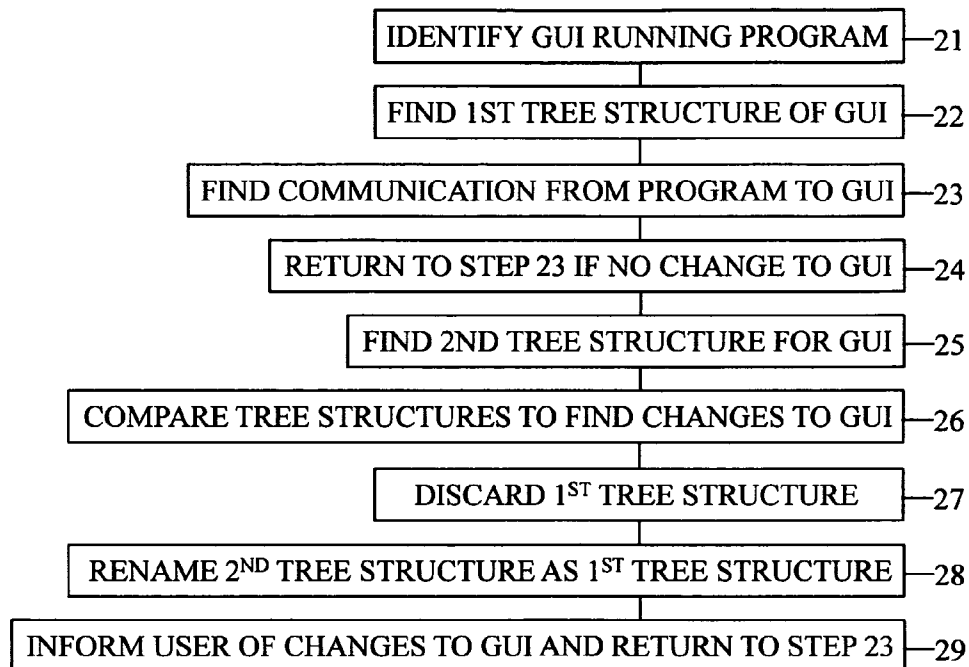 IDENTIFY GUI RUNNING PROGRAM 21
FIND 1ST TREE STRUCTURE OF GUI 22
FIND COMMUNICATION FROM PROGRAM TO GUI 23
RETURN TO STEP 23 IF NO CHANGE TO GUI 24
FIND 2ND TREE STRUCTURE FOR GUI 25
COMPARE TREE STRUCTURES TO FIND CHANGES TO GUI 26
DISCARD 1ST TREE STRUCTURE 27
RENAME 2ND TREE STRUCTURE AS 1ST TREE STRUCTURE 28
INFORM USER OF CHANGES TO GUI AND RETURN TO STEP 23 29